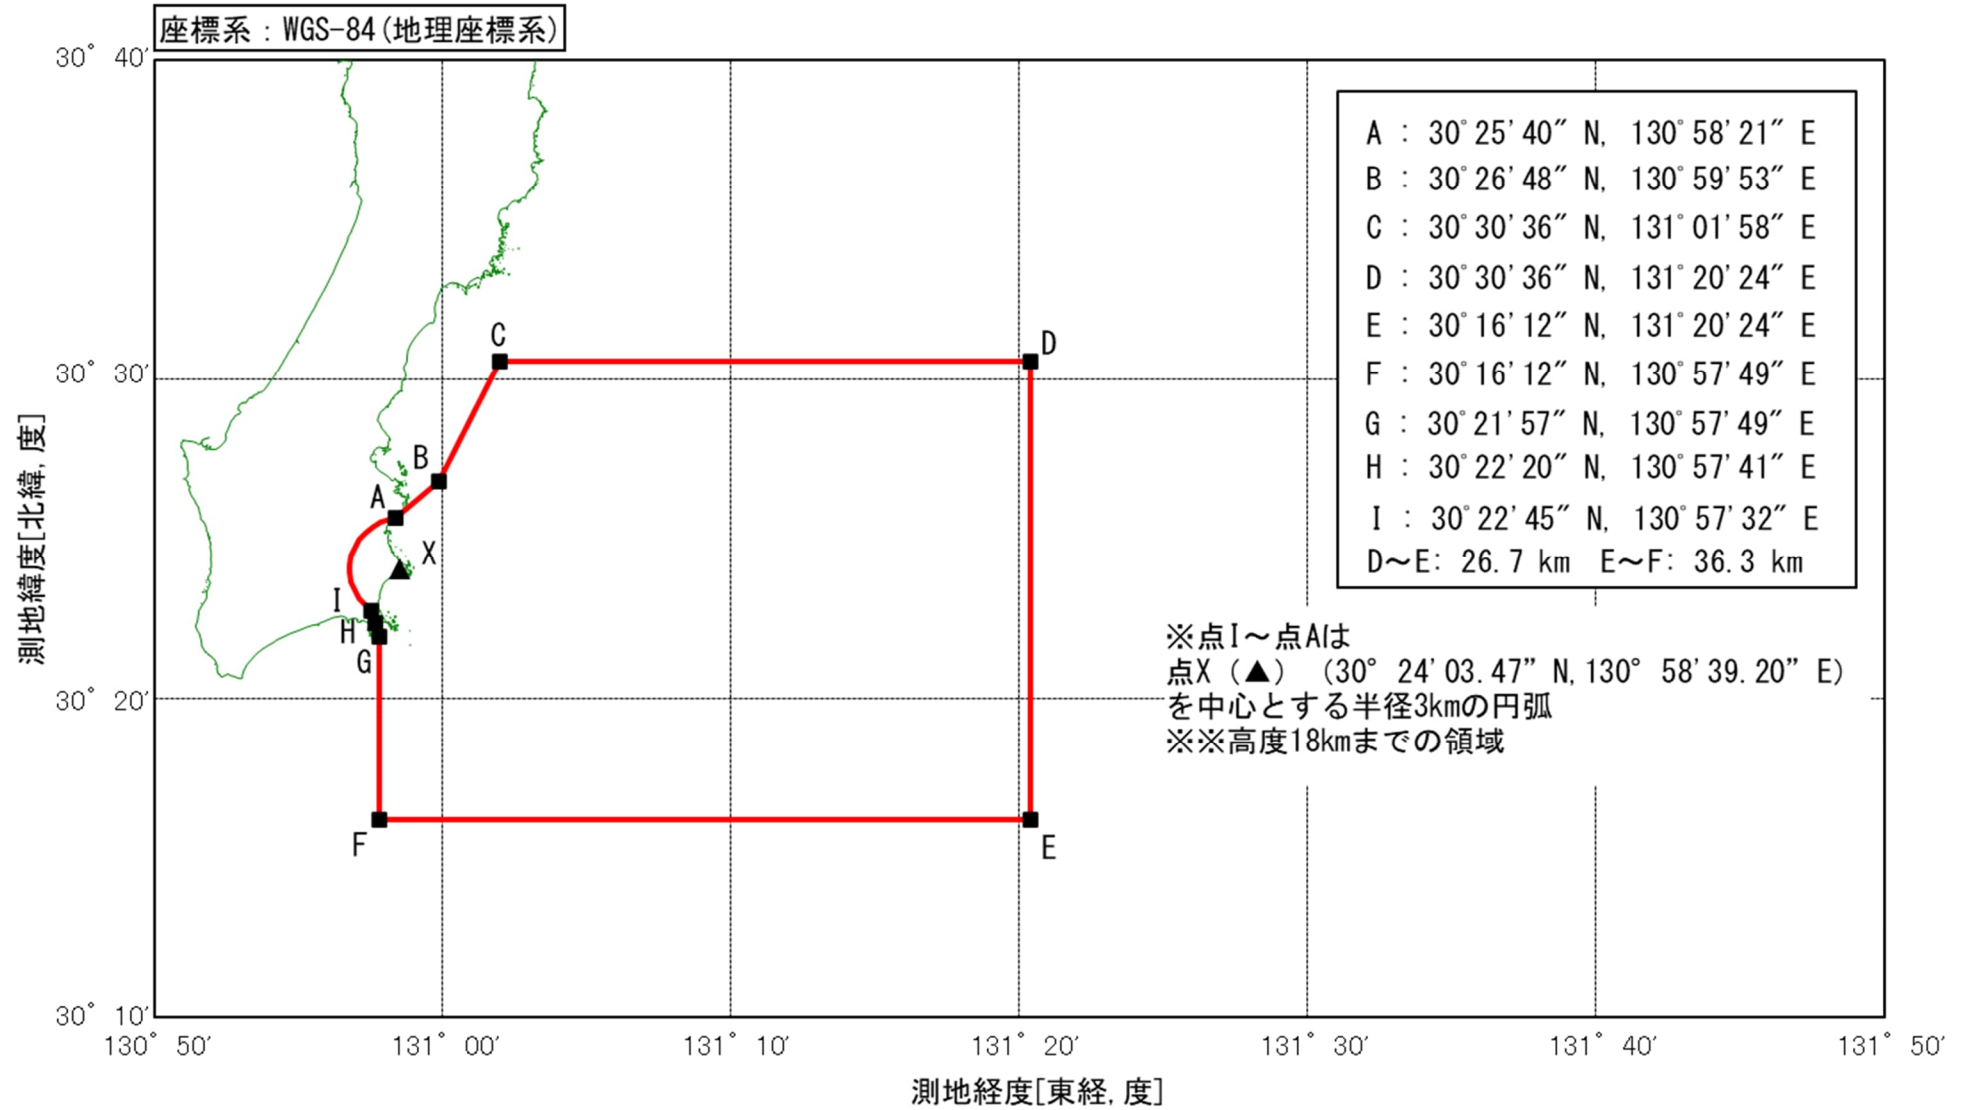 座標系：WGS-84(地理座標系)
30° 40'
30° 30'
30° 20'
30° 10'
測地緯度[北緯,度]
130° 50'
131° 00'
131° 10'
131° 20'
131° 30'
131° 40'
131° 50'
測地経度[東経,度]
C
D
B
A
X
I
H
G
F
E
A : 30°25'40" N, 130°58'21" E
B : 30°26'48" N, 130°59'53" E
C : 30°30'36" N, 131°01'58" E
D : 30°30'36" N, 131°20'24" E
E : 30°16'12" N, 131°20'24" E
F : 30°16'12" N, 130°57'49" E
G : 30°21'57" N, 130°57'49" E
H : 30°22'20" N, 130°57'41" E
I : 30°22'45" N, 130°57'32" E
D～E: 26.7 km E～F: 36.3 km
※点I～点Aは
点X（▲）（30° 24'03.47” N,130° 58'39.20” E)
を中心とする半径3kmの円弧
※※高度18kmまでの領域